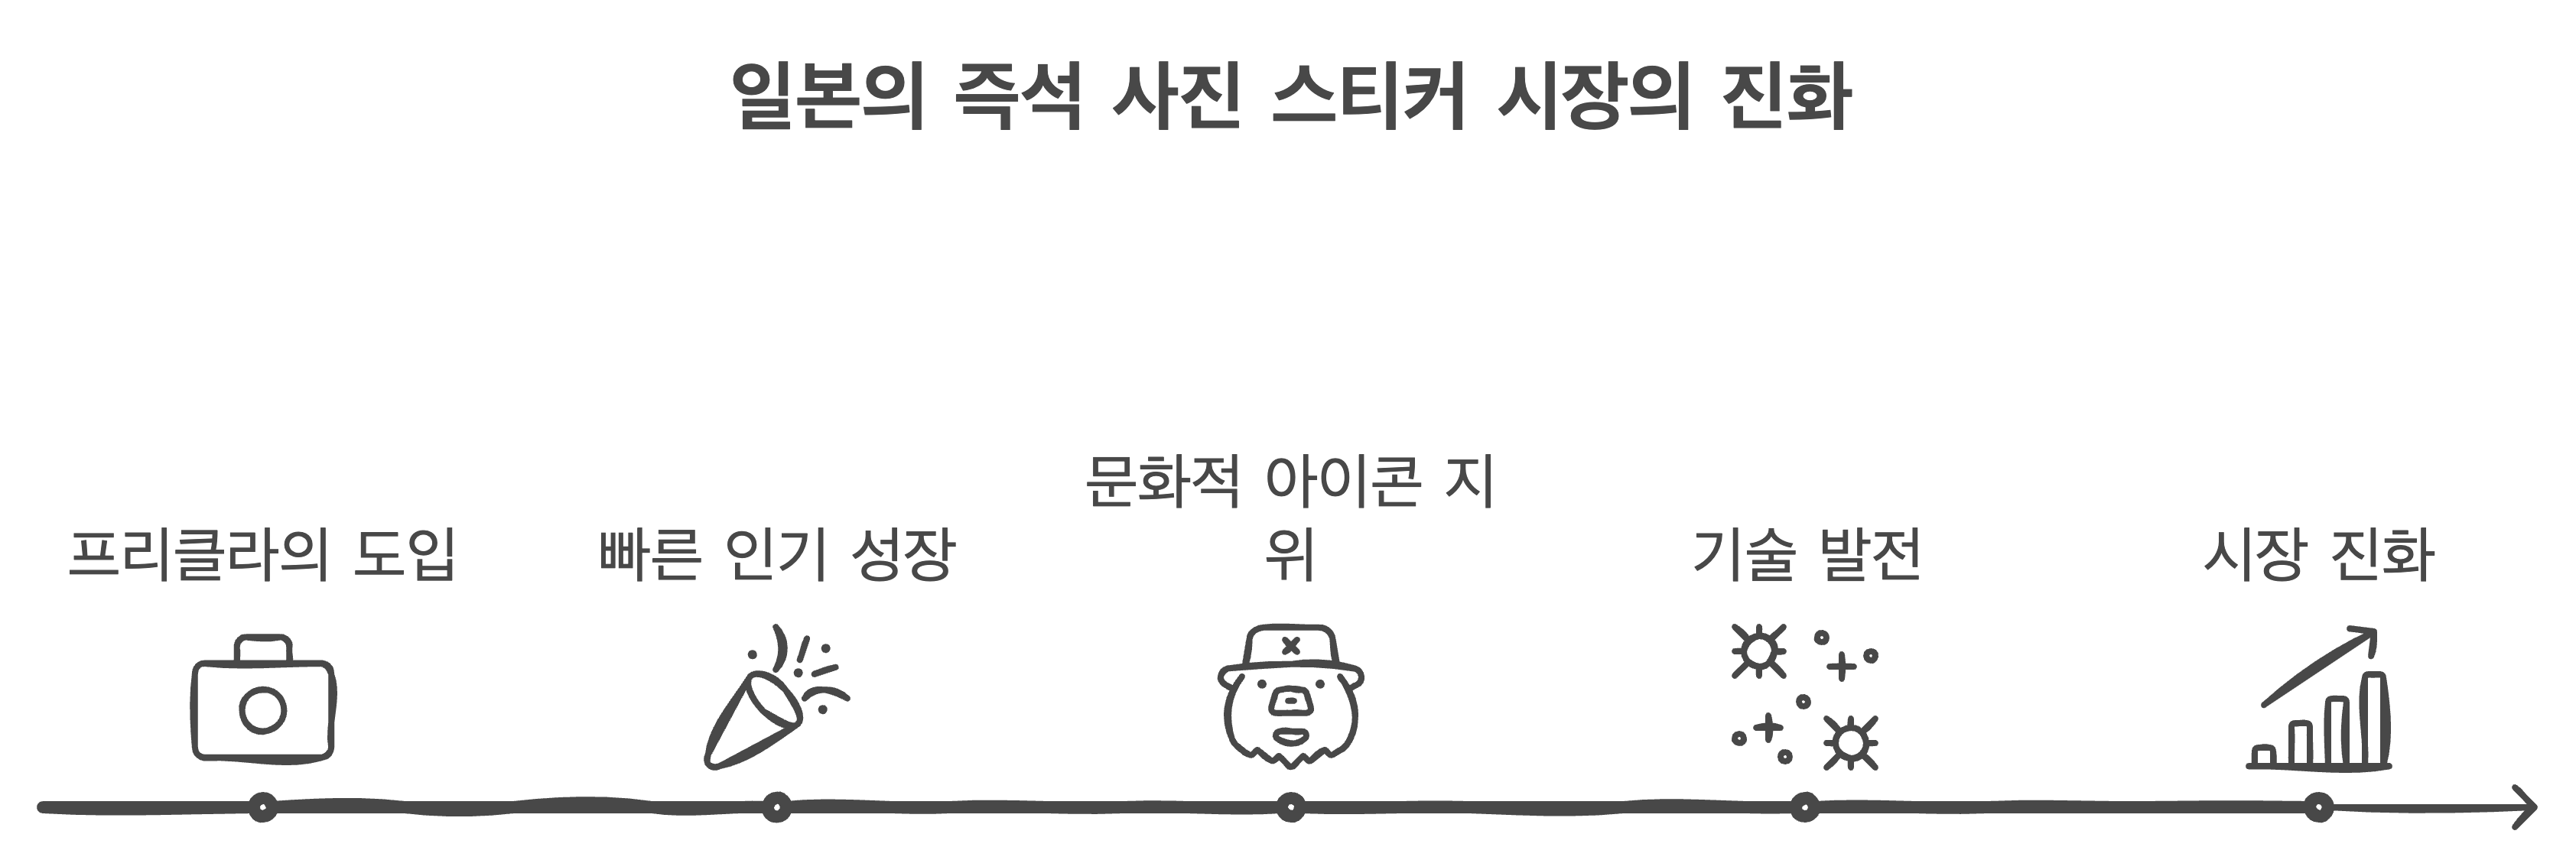 일본의 즉석 사진 스티커 시장의 진화
프리클라의 도입
빠른 인기 성장
문화적 아이콘 지
위
기술 발전
시장 진화